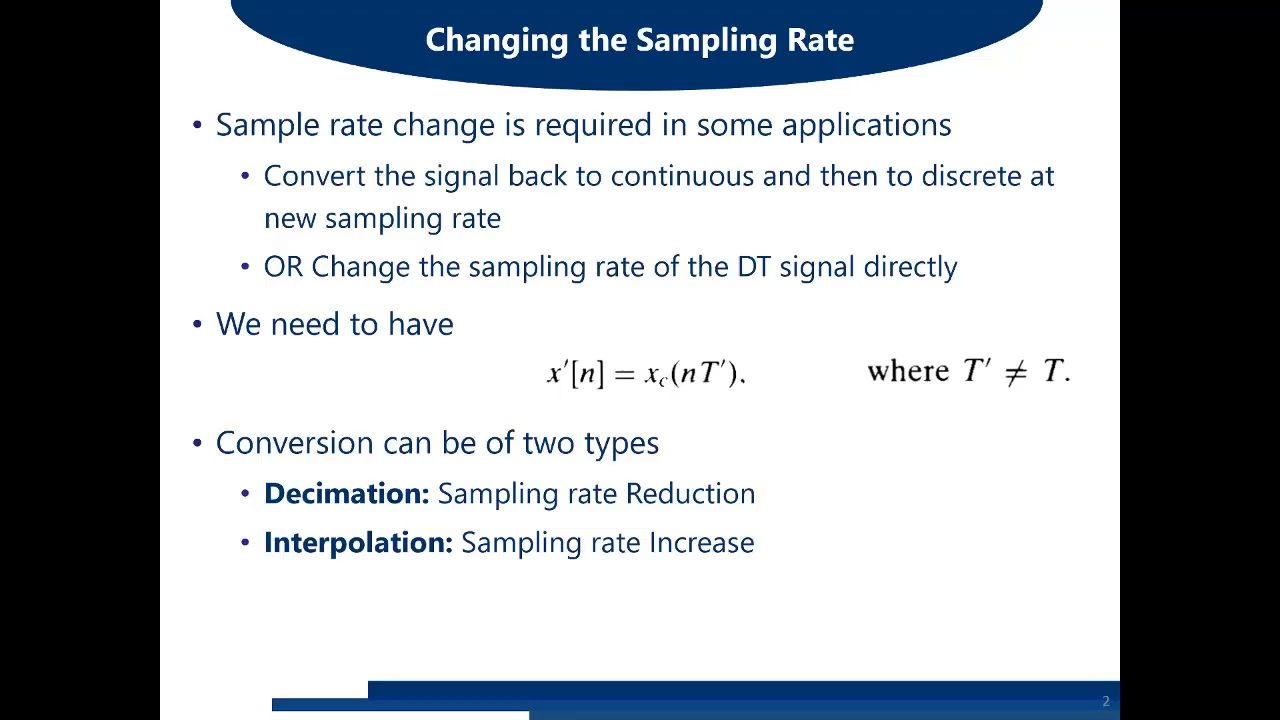 Changing the Sampling Rate
• Sample rate change is required in some applications
• Convert the signal back to continuous and then to discrete at
new sampling rate
• OR Change the sampling rate of the DT signal directly
• We need to have
x′[n] = x_c(nT′), where T′ ≠ T.
• Conversion can be of two types
• Decimation: Sampling rate Reduction
• Interpolation: Sampling rate Increase
2